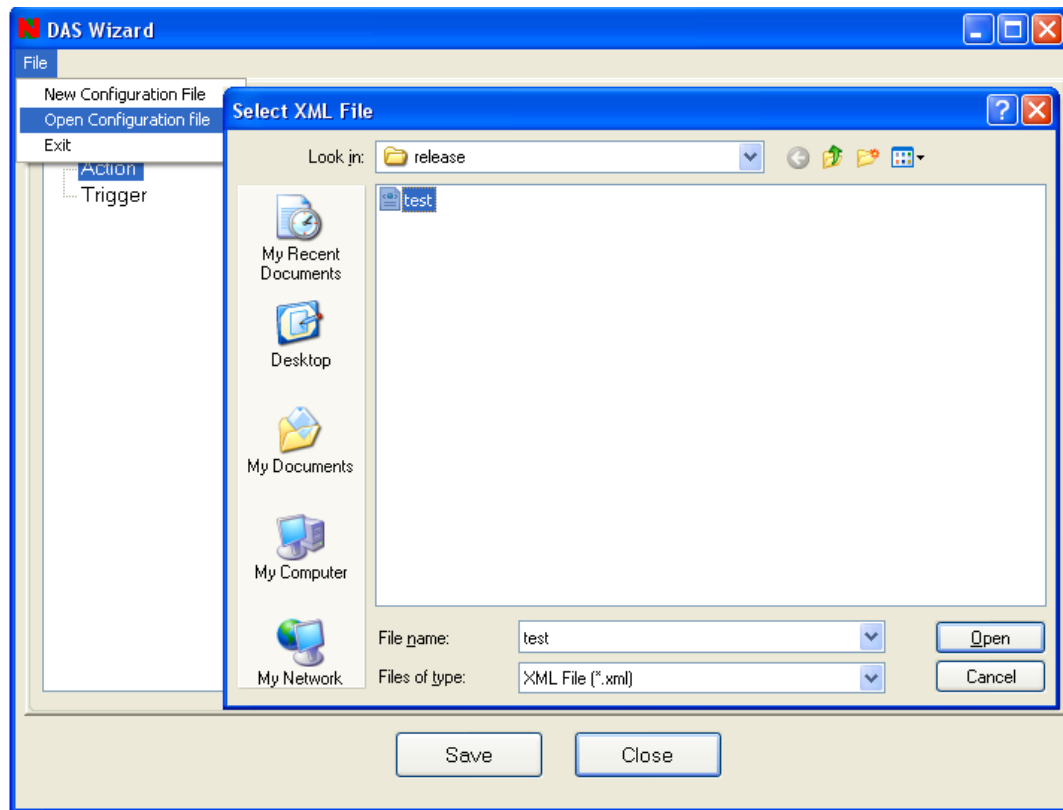 DAS Wizard
File
New Configuration File
Open Configuration file
Exit
Action
Trigger
Select XML File
Look in:
release
test
My Recent
Documents
Desktop
My Documents
My Computer
My Network
File name:
test
Open
Files of type:
XML File (*.xml)
Cancel
Save
Close